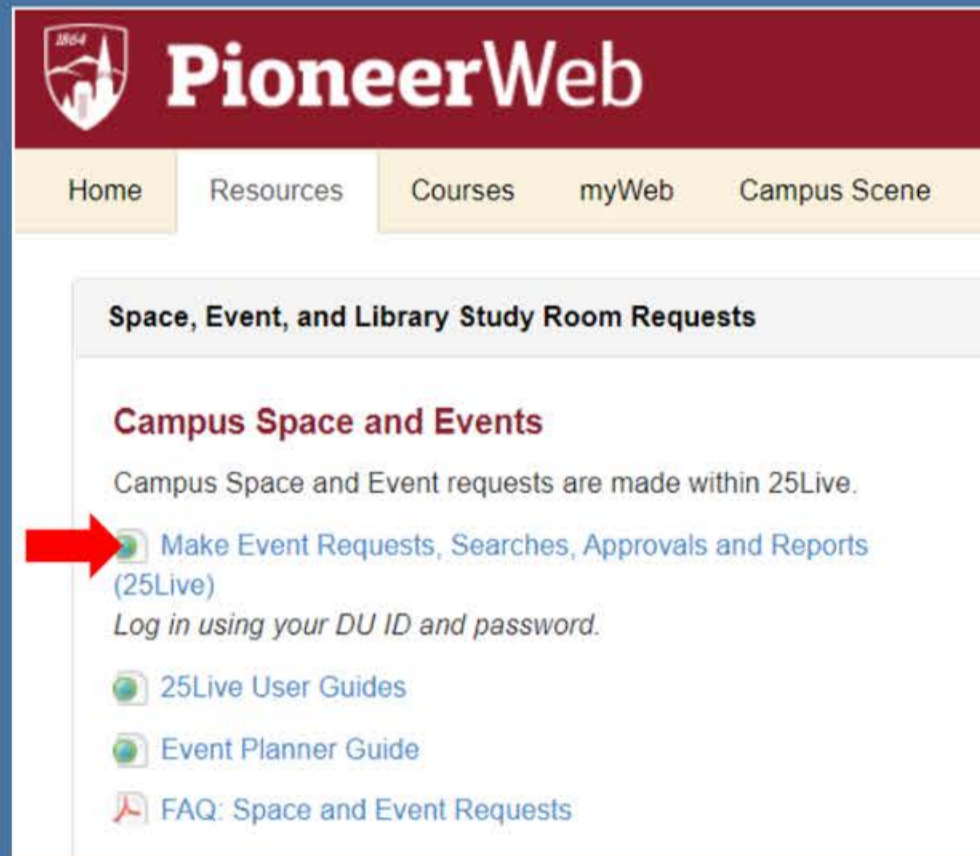 1864
PioneerWeb
Home Resources Courses myWeb Campus Scene
Space, Event, and Library Study Room Requests
Campus Space and Events
Campus Space and Event requests are made within 25Live.
Make Event Requests, Searches, Approvals and Reports
(25Live)
Log in using your DU ID and password.
25Live User Guides
Event Planner Guide
FAQ: Space and Event Requests